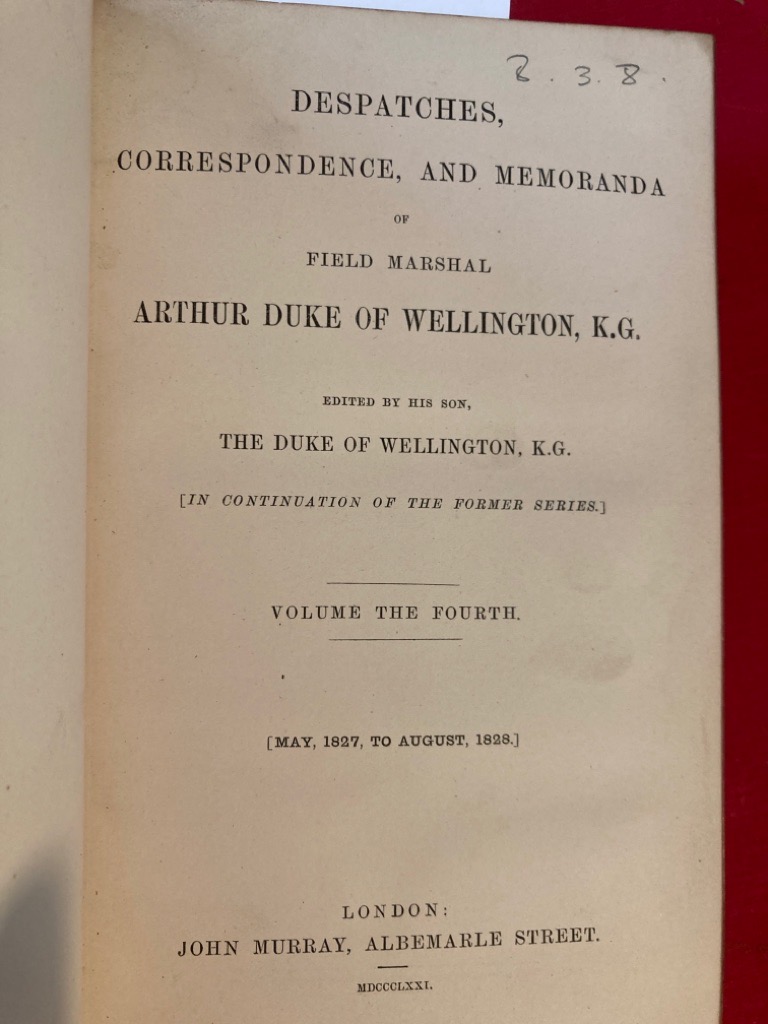 2.3.8.
DESPATCHES,
CORRESPONDENCE, AND MEMORANDA
OF
FIELD MARSHAL
ARTHUR DUKE OF WELLINGTON, K.G.
EDITED BY HIS SON,
THE DUKE OF WELLINGTON, K.G.
[IN CONTINUATION OF THE FORMER SERIES.]
VOLUME THE FOURTH.
[MAY, 1827, TO AUGUST, 1828.]
LONDON:
JOHN MURRAY, ALBEMARLE STREET.
MDCCCLXXI.